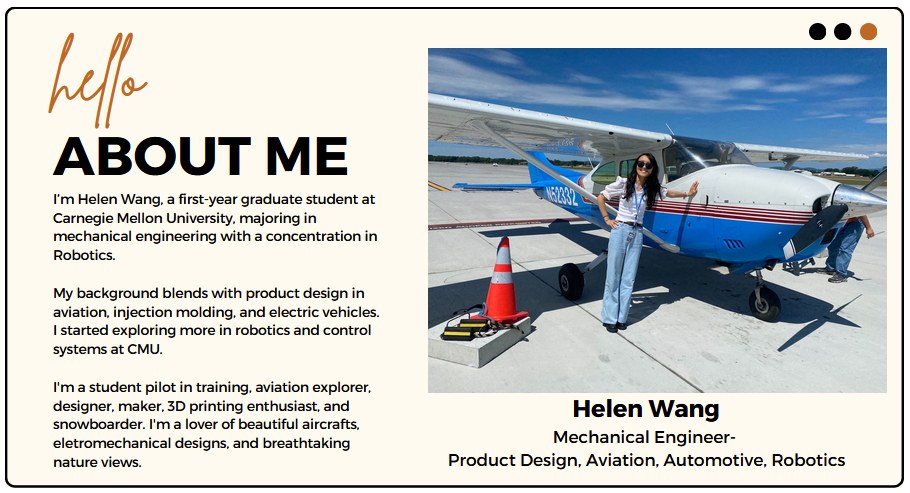 hello
ABOUT ME
I'm Helen Wang, a first-year graduate student at
Carnegie Mellon University, majoring in
mechanical engineering with a concentration in
Robotics.
My background blends with product design in
aviation, injection molding, and electric vehicles.
I started exploring more in robotics and control
systems at CMU.
I'm a student pilot in training, aviation explorer,
designer, maker, 3D printing enthusiast, and
snowboarder. I'm a lover of beautiful aircrafts,
eletromechanical designs, and breathtaking
nature views.
N52332
Helen Wang
Mechanical Engineer-
Product Design, Aviation, Automotive, Robotics